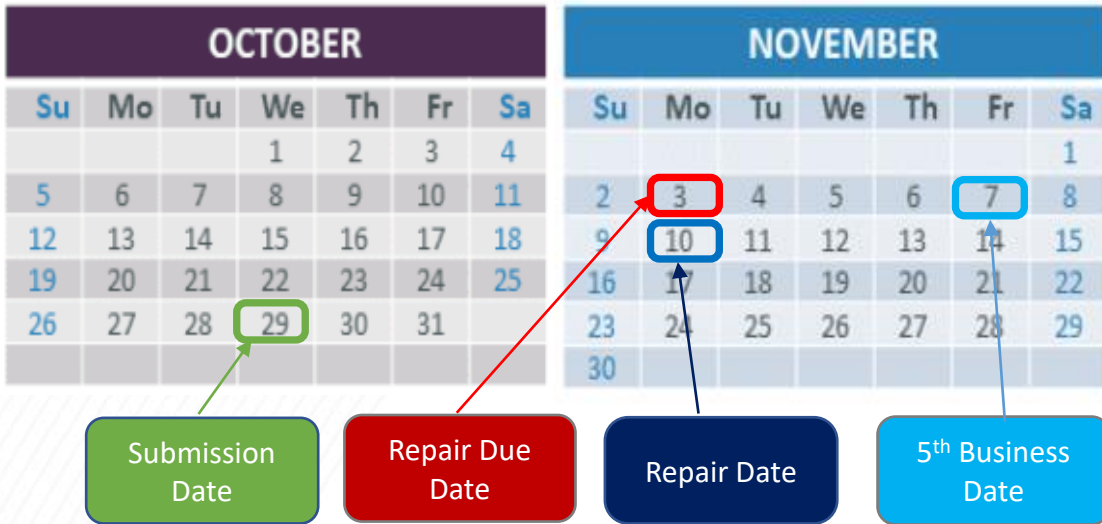 OCTOBER
Su Mo Tu We Th Fr Sa
1 2 3 4
5 6 7 8 9 10 11
12 13 14 15 16 17 18
19 20 21 22 23 24 25
26 27 28 29 30 31
NOVEMBER
Su Mo Tu We Th Fr Sa
1
2 3 4 5 6 7 8
9 10 11 12 13 14 15
16 17 18 19 20 21 22
23 24 25 26 27 28 29
30
Submission
Date
Repair Due
Date
Repair Date
5th Business
Date